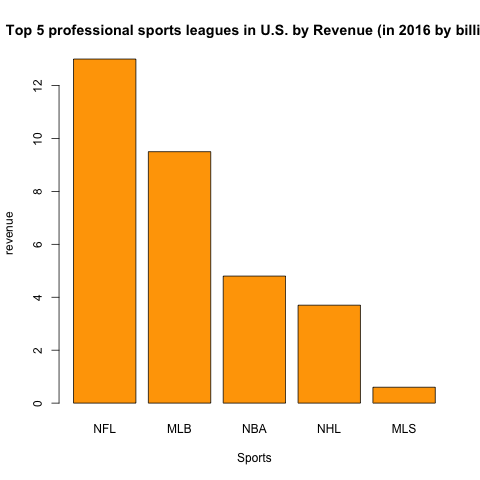 Top 5 professional sports leagues in U.S. by Revenue (in 2016 by billi
12
10
8
6
4
2
0
revenue
NFL MLB NBA NHL MLS
Sports